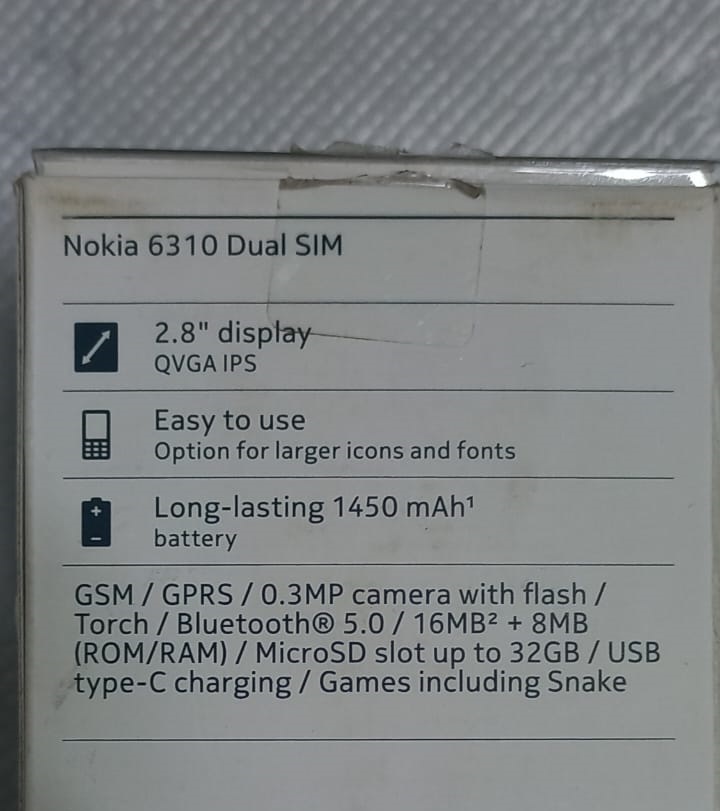 Nokia 6310 Dual SIM
2.8" display
QVGA IPS
Easy to use
Option for larger icons and fonts
Long-lasting 1450 mAh¹
battery
GSM / GPRS / 0.3MP camera with flash /
Torch / Bluetooth® 5.0 / 16MB² + 8MB
(ROM/RAM) / MicroSD slot up to 32GB / USB
type-C charging / Games including Snake